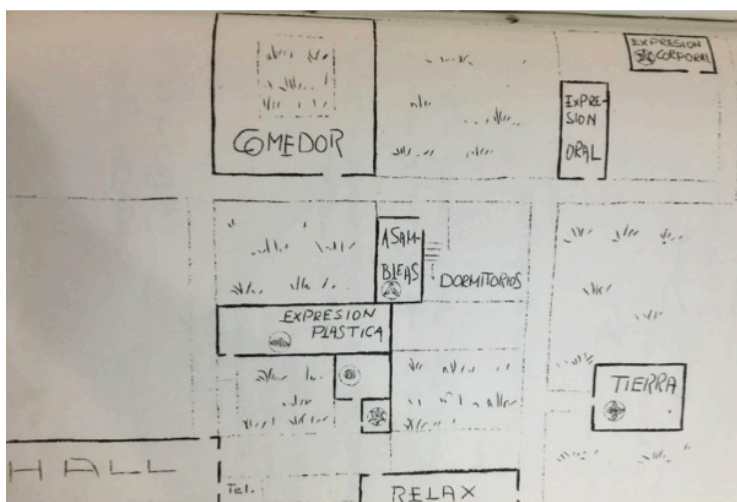 EXPRESION
CORPORAL
EXPRE-
SION
ORAL
COMEDOR
ASAM-
BLEAS
DORMITORIOS
EXPRESION
PLASTICA
TIERRA
HALL
Tel.
RELAX